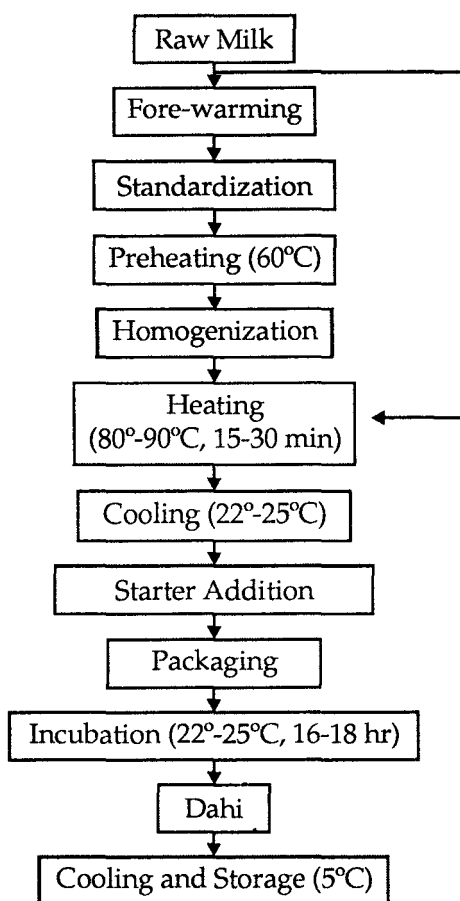 Raw Milk
Fore-warming
Standardization
Preheating (60ºC)
Homogenization
Heating
(80º-90ºC, 15-30 min)
Cooling (22º-25ºC)
Starter Addition
Packaging
Incubation (22º-25ºC, 16-18 hr)
Dahi
Cooling and Storage (5ºC)